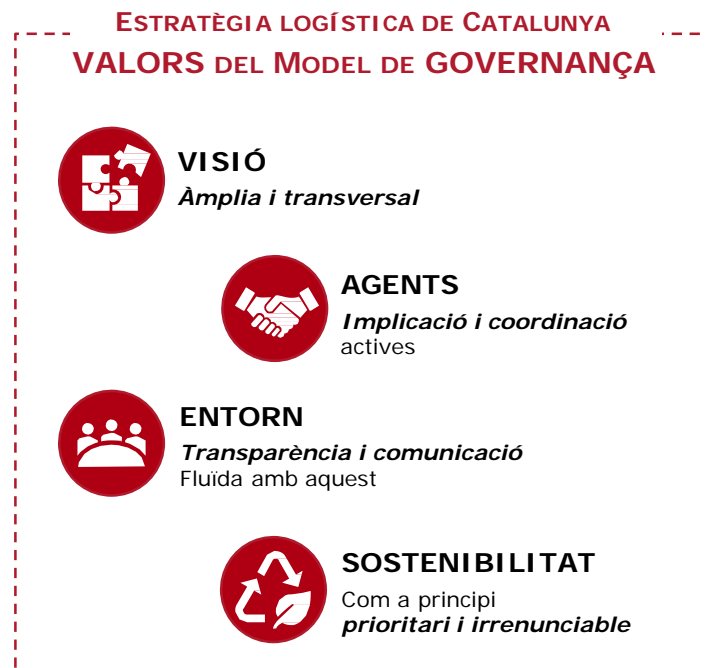 ESTRATÈGIA LOGÍSTICA DE CATALUNYA
VALORS DEL MODEL DE GOVERNANÇA
VISIÓ
Àmplia i transversal
AGENTS
Implicació i coordinació
actives
ENTORN
Transparència i comunicació
Fluïda amb aquest
SOSTENIBILITAT
Com a principi
prioritari i irrenunciable